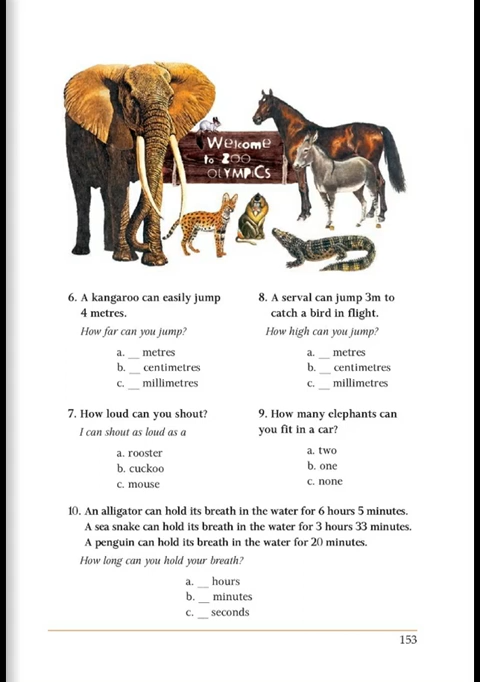 Welcome
to ZOO
OLYMPiCS
6. A kangaroo can easily jump
4 metres.
How far can you jump?
a. __ metres
b. __ centimetres
c. __ millimetres
7. How loud can you shout?
I can shout as loud as a
a. rooster
b. cuckoo
c. mouse
8. A serval can jump 3m to
catch a bird in flight.
How high can you jump?
a. __ metres
b. __ centimetres
c. __ millimetres
9. How many elephants can
you fit in a car?
a. two
b. one
c. none
10. An alligator can hold its breath in the water for 6 hours 5 minutes.
A sea snake can hold its breath in the water for 3 hours 33 minutes.
A penguin can hold its breath in the water for 20 minutes.
How long can you hold your breath?
a. __ hours
b. __ minutes
c. __ seconds
153